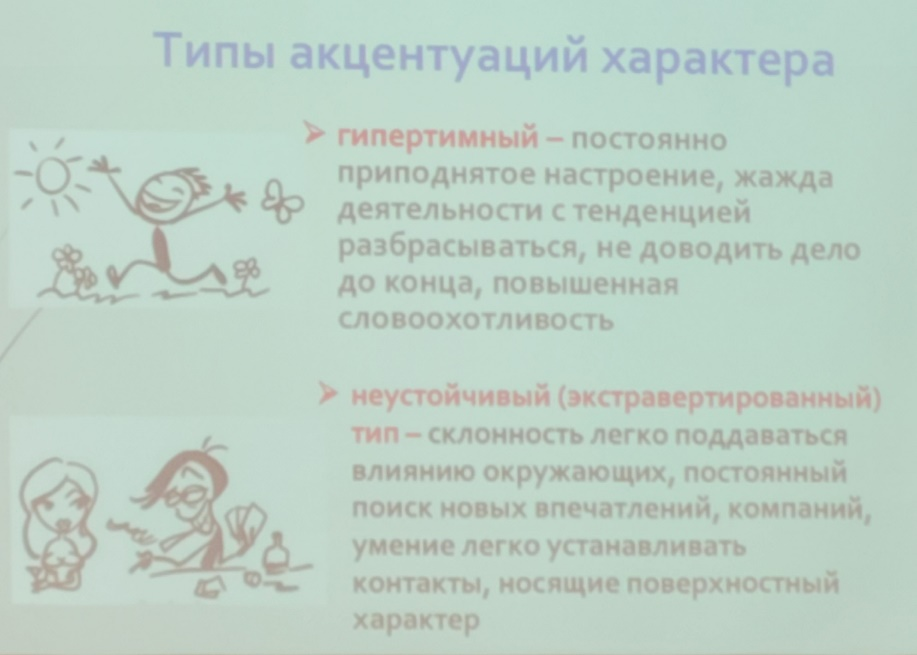 Типы акцентуаций характера
гипертимный – постоянно
приподнятое настроение, жажда
деятельности с тенденцией
разбрасываться, не доводить дело
до конца, повышенная
словоохотливость
неустойчивый (экстравертированный)
тип – склонность легко поддаваться
влиянию окружающих, постоянный
поиск новых впечатлений, компаний,
умение легко устанавливать
контакты, носящие поверхностный
характер